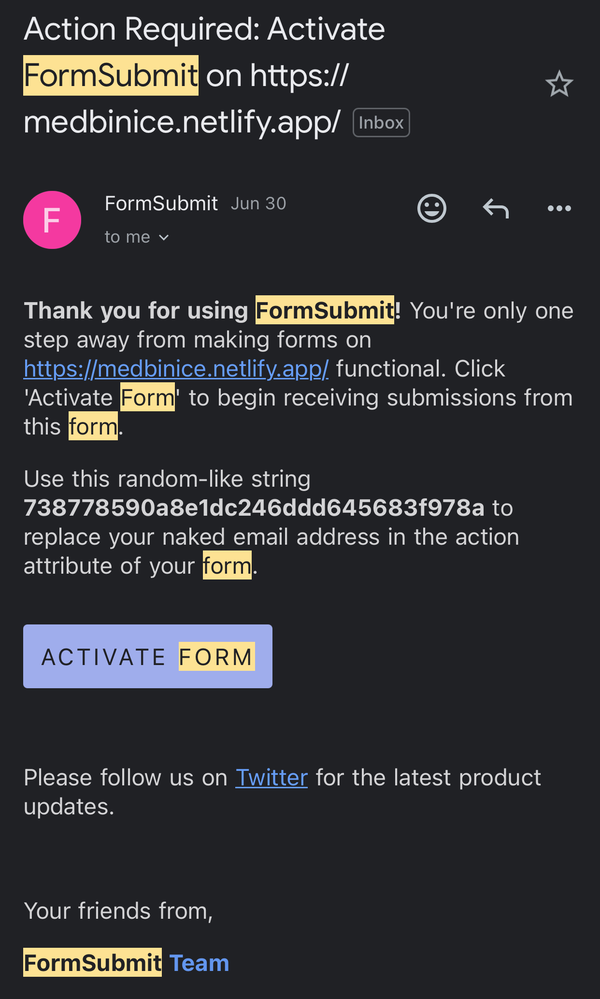 Action Required: Activate
FormSubmit on https://
medbinice.netlify.app/ Inbox
F
FormSubmit Jun 30
to me
Thank you for using FormSubmit! You're only one
step away from making forms on
https://medbinice.netlify.app/ functional. Click
'Activate Form' to begin receiving submissions from
this form.
Use this random-like string
738778590a8e1dc246ddd645683f978a to
replace your naked email address in the action
attribute of your form.
ACTIVATE FORM
Please follow us on Twitter for the latest product
updates.
Your friends from,
FormSubmit Team